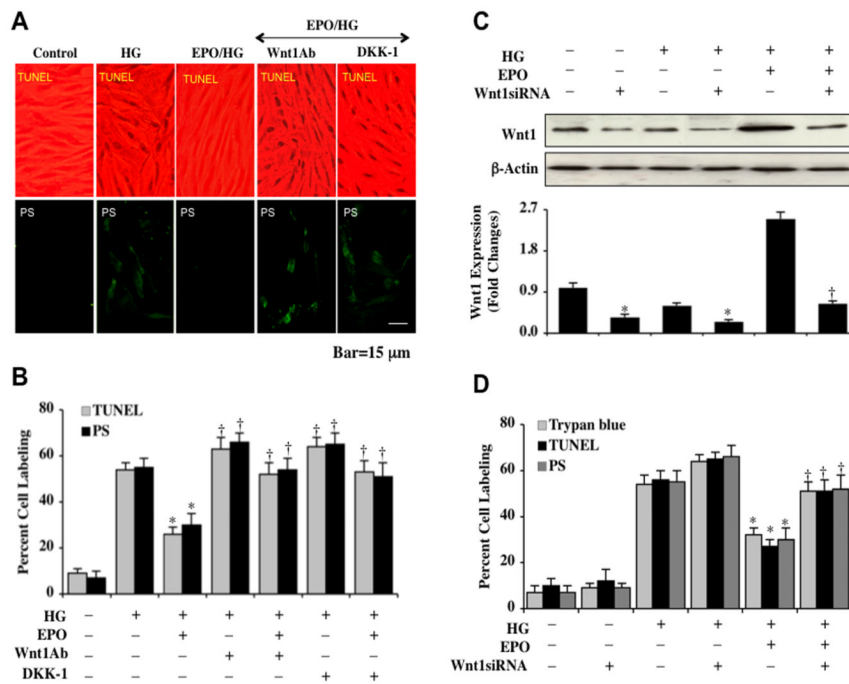 A
EPO/HG
Control HG EPO/HG Wnt1Ab DKK-1
TUNEL TUNEL TUNEL TUNEL TUNEL
PS PS PS PS PS
Bar=15 μm
B
Percent Cell Labeling
TUNEL
PS
80
60
40
20
0
* * † † † † † † † †
HG – + + + + + +
EPO – + + +
Wnt1Ab + +
DKK-1 + +
C
HG – – + + + +
EPO – – – – + +
Wnt1siRNA – + – + – +
Wnt1
β-Actin
Wnt1 Expression
(Fold Changes)
2.7
1.8
0.9
0.0
* * †
D
Percent Cell Labeling
Trypan blue
TUNEL
PS
80
60
40
20
0
* * * † † †
HG – – + + + +
EPO – – – – + +
Wnt1siRNA – + – + – +